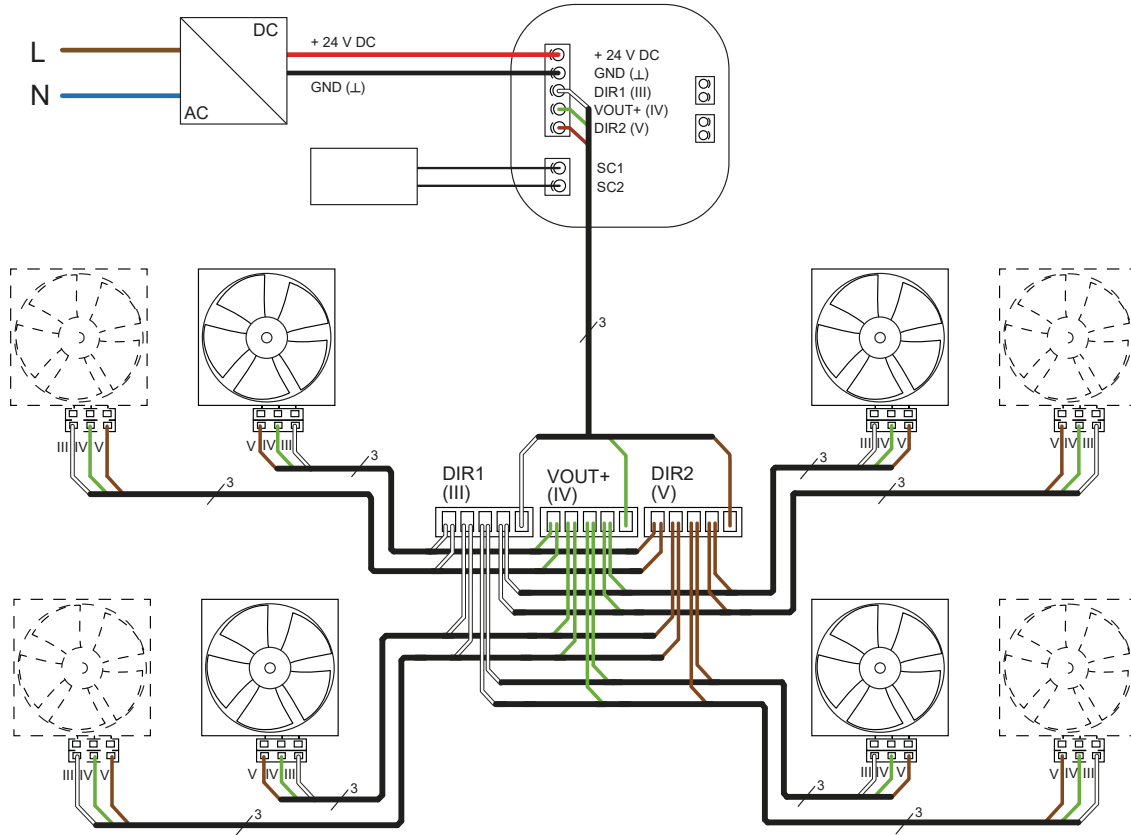 L
N
DC
AC
+ 24 V DC
GND (⊥)
+ 24 V DC
GND (⊥)
DIR1 (III)
VOUT+ (IV)
DIR2 (V)
SC1
SC2
3
III IV V
V IV III
III IV V
V IV III
3
3
3
3
DIR1
(III)
VOUT+
(IV)
DIR2
(V)
III IV V
V IV III
III IV V
V IV III
3
3
3
3